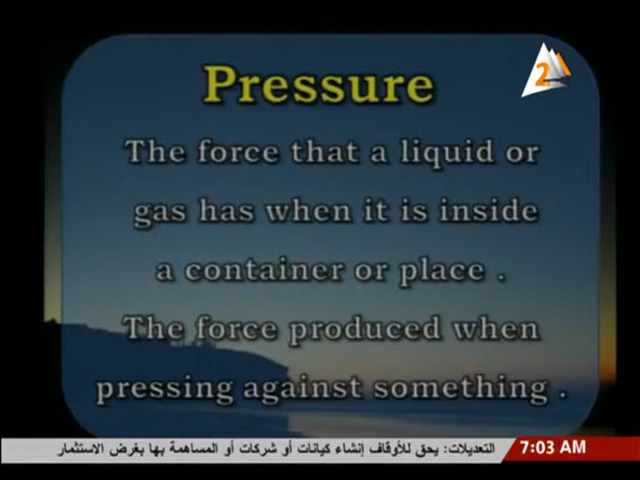 Pressure
2
The force that a liquid or
gas has when it is inside
a container or place .
The force produced when
pressing against something .
التعديلات: يحق للأوقاف إنشاء كيانات أو شركات أو المساهمة بها بغرض الاستثمار
7:03 AM